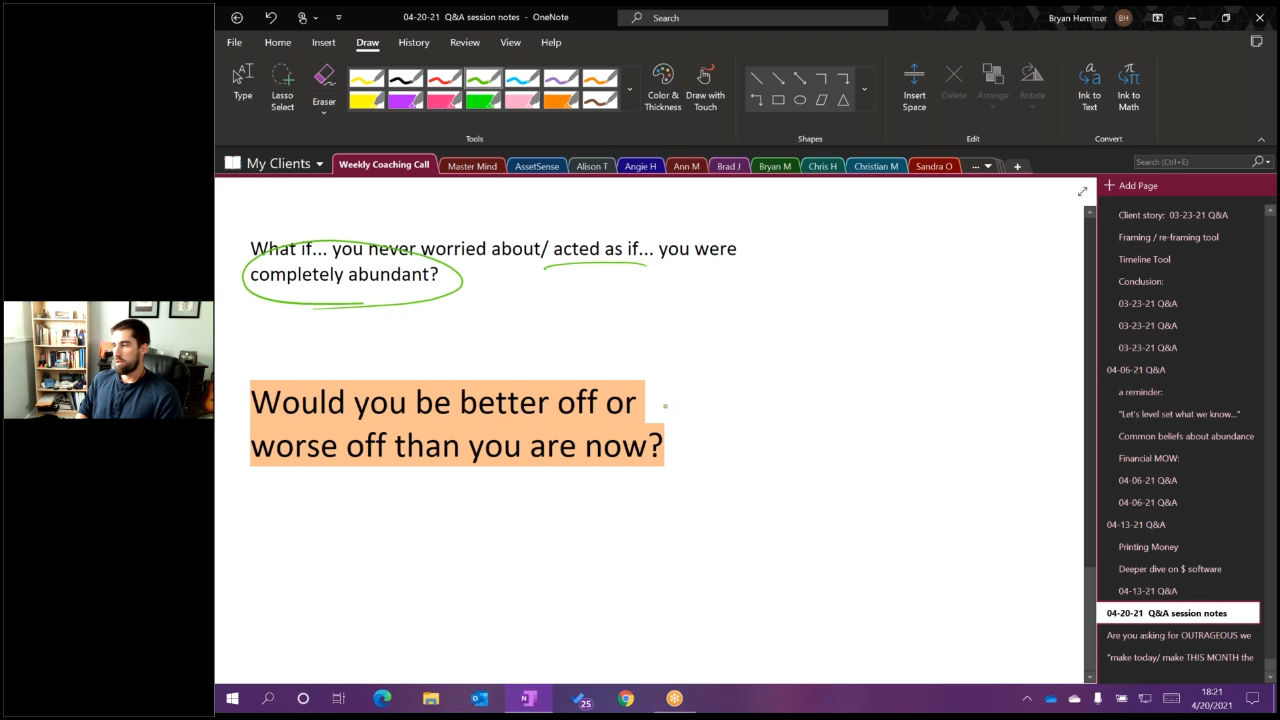 04-20-21 Q&A session notes - OneNote
Search
Bryan Hemmer
BH
File Home Insert Draw History Review View Help
Type
Lasso Select
Eraser
Color & Thickness
Draw with Touch
Insert Space
Delete
Arrange
Rotate
Ink to Text
Ink to Math
Tools
Shapes
Edit
Convert
My Clients
Weekly Coaching Call
Master Mind
AssetSense
Alison T
Angie H
Ann M
Brad J
Bryan M
Chris H
Christian M
Sandra O
...
Search (Ctrl+E)
What if... you never worried about/ acted as if... you were
completely abundant?
Would you be better off or
worse off than you are now?
Add Page
Client story: 03-23-21 Q&A
Framing / re-framing tool
Timeline Tool
Conclusion:
03-23-21 Q&A
03-23-21 Q&A
03-23-21 Q&A
04-06-21 Q&A
a reminder:
"Let's level set what we know..."
Common beliefs about abundance
Financial MOW:
04-06-21 Q&A
04-06-21 Q&A
04-13-21 Q&A
Printing Money
Deeper dive on $ software
04-13-21 Q&A
04-20-21 Q&A session notes
Are you asking for OUTRAGEOUS we
"make today/ make THIS MONTH the
25
18:21
4/20/2021